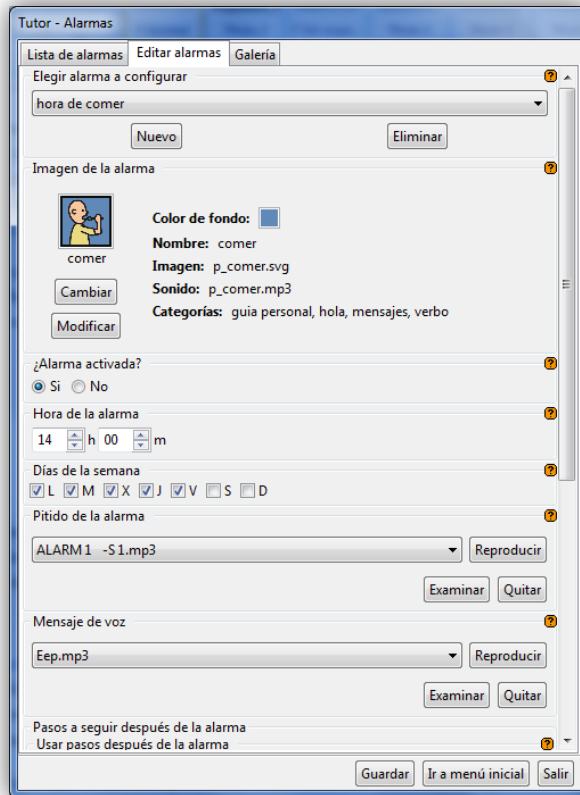 Tutor - Alarmas
Lista de alarmas Editar alarmas Galería
Elegir alarma a configurar ?
hora de comer
Nuevo Eliminar
Imagen de la alarma ?
Color de fondo:
Nombre: comer
comer
Imagen: p_comer.svg
Cambiar
Sonido: p_comer.mp3
Categorías: guia personal, hola, mensajes, verbo
Modificar
¿Alarma activada? ?
Si No
Hora de la alarma ?
14 h 00 m
Días de la semana ?
L M X J V S D
Pitido de la alarma ?
ALARM 1 -S 1.mp3 Reproducir
Examinar Quitar
Mensaje de voz ?
Eep.mp3 Reproducir
Examinar Quitar
Pasos a seguir después de la alarma
Usar pasos después de la alarma ?
Guardar Ir a menú inicial Salir